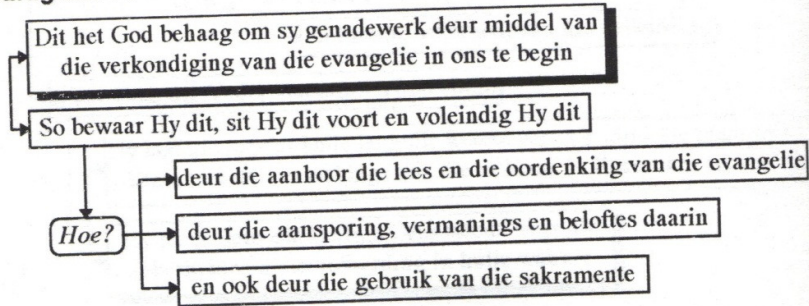 Dit het God behaag om sy genadewerk deur middel van
die verkondiging van die evangelie in ons te begin
So bewaar Hy dit, sit Hy dit voort en voleindig Hy dit
deur die aanhoor die lees en die oordenking van die evangelie
Hoe?
deur die aansporing, vermanings en beloftes daarin
en ook deur die gebruik van die sakramente